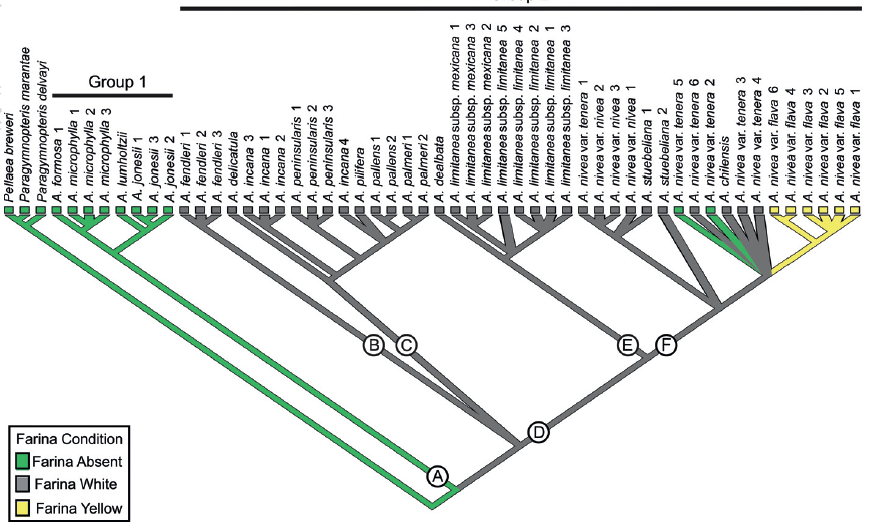 Group 1
Pellaea breweri
Paragymnopteris marantae
Paragymnopteris delvayi
A. formosa 1
A. microphylla 1
A. microphylla 2
A. microphylla 3
A. lumholtzii
A. jonesii 1
A. jonesii 3
A. jonesii 2
A. fendleri 1
A. fendleri 2
A. fendleri 3
A. delicatula
A. incana 3
A. incana 1
A. incana 2
A. peninsularis 1
A. peninsularis 2
A. peninsularis 3
A. incana 4
A. pilifera
A. pallens 1
A. pallens 2
A. palmeri 1
A. palmeri 2
A. dealbata
A. limitanea subsp. mexicana 1
A. limitanea subsp. mexicana 3
A. limitanea subsp. mexicana 2
A. limitanea subsp. limitanea 5
A. limitanea subsp. limitanea 4
A. limitanea subsp. limitanea 2
A. limitanea subsp. limitanea 1
A. limitanea subsp. limitanea 3
A. nivea var. tenera 1
A. nivea var. nivea 2
A. nivea var. nivea 3
A. nivea var. nivea 1
A. stuebeliana 1
A. stuebeliana 2
A. nivea var. tenera 5
A. nivea var. tenera 6
A. nivea var. tenera 2
A. chilensis
A. nivea var. tenera 3
A. nivea var. tenera 4
A. nivea var. flava 6
A. nivea var. flava 4
A. nivea var. flava 3
A. nivea var. flava 2
A. nivea var. flava 5
A. nivea var. flava 1
B
C
E
F
D
A
Farina Condition
Farina Absent
Farina White
Farina Yellow